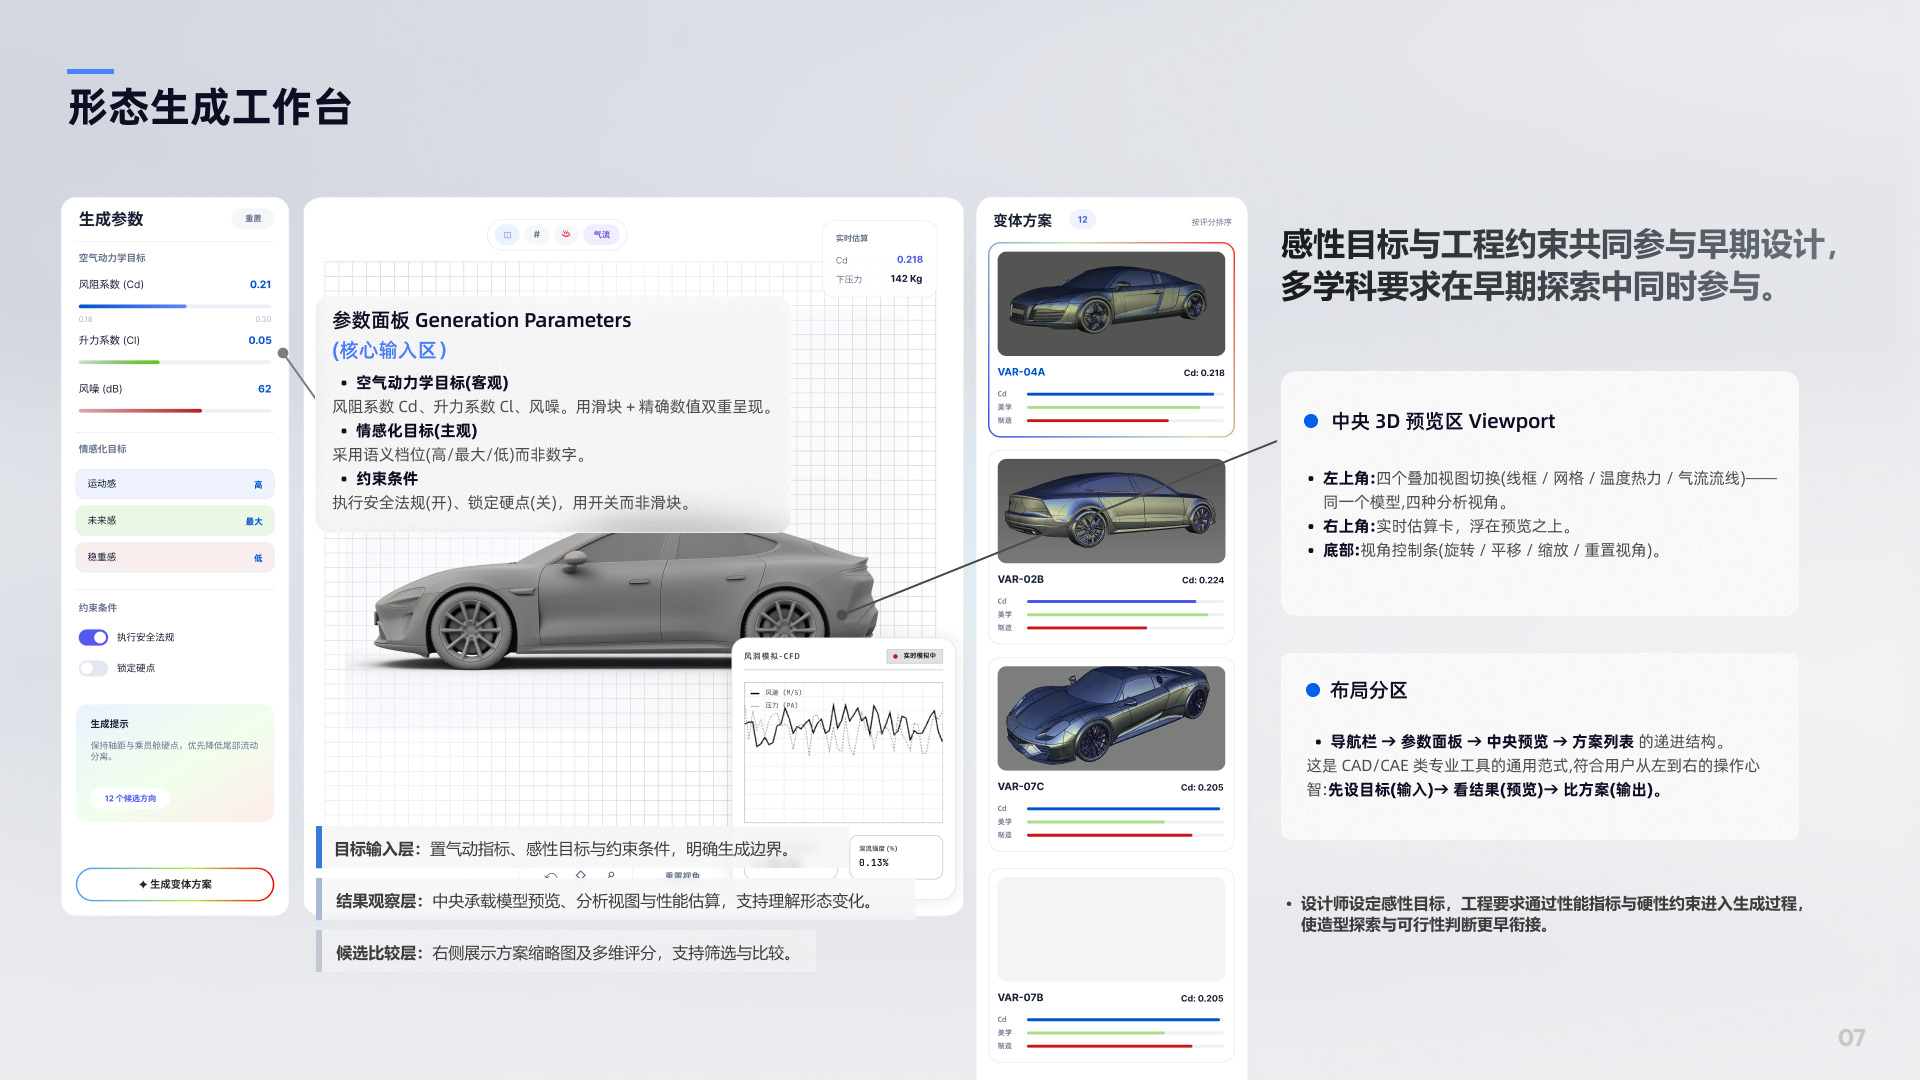 形态生成工作台
生成参数
重置
空气动力学目标
风阻系数 (Cd)
0.21
0.18
0.30
升力系数 (Cl)
0.05
风噪 (dB)
62
情感化目标
运动感
高
未来感
最大
稳重感
低
约束条件
执行安全法规
锁定硬点
生成提示
保持轴距与乘员舱硬点，优先降低尾部流动
分离。
12 个候选方向
✦ 生成变体方案
#
气流
实时估算
Cd
0.218
下压力
142 Kg
参数面板 Generation Parameters
(核心输入区)
• 空气动力学目标(客观)
风阻系数 Cd、升力系数 Cl、风噪。用滑块 + 精确数值双重呈现。
• 情感化目标(主观)
采用语义档位(高/最大/低)而非数字。
• 约束条件
执行安全法规(开)、锁定硬点(关)，用开关而非滑块。
风洞模拟-CFD
实时模拟中
风速 (M/S)
压力 (PA)
湍流强度 (%)
0.13%
重置视角
目标输入层：置气动指标、感性目标与约束条件，明确生成边界。
结果观察层：中央承载模型预览、分析视图与性能估算，支持理解形态变化。
候选比较层：右侧展示方案缩略图及多维评分，支持筛选与比较。
变体方案
12
按评分排序
VAR-04A
Cd: 0.218
Cd
美学
制造
VAR-02B
Cd: 0.224
Cd
美学
制造
VAR-07C
Cd: 0.205
Cd
美学
制造
VAR-07B
Cd: 0.205
Cd
美学
制造
感性目标与工程约束共同参与早期设计，
多学科要求在早期探索中同时参与。
中央 3D 预览区 Viewport
• 左上角:四个叠加视图切换(线框 / 网格 / 温度热力 / 气流流线)——
同一个模型,四种分析视角。
• 右上角:实时估算卡，浮在预览之上。
• 底部:视角控制条(旋转 / 平移 / 缩放 / 重置视角)。
布局分区
• 导航栏 → 参数面板 → 中央预览 → 方案列表 的递进结构。
这是 CAD/CAE 类专业工具的通用范式,符合用户从左到右的操作心
智:先设目标(输入)→ 看结果(预览)→ 比方案(输出)。
• 设计师设定感性目标，工程要求通过性能指标与硬性约束进入生成过程，
使造型探索与可行性判断更早衔接。
07